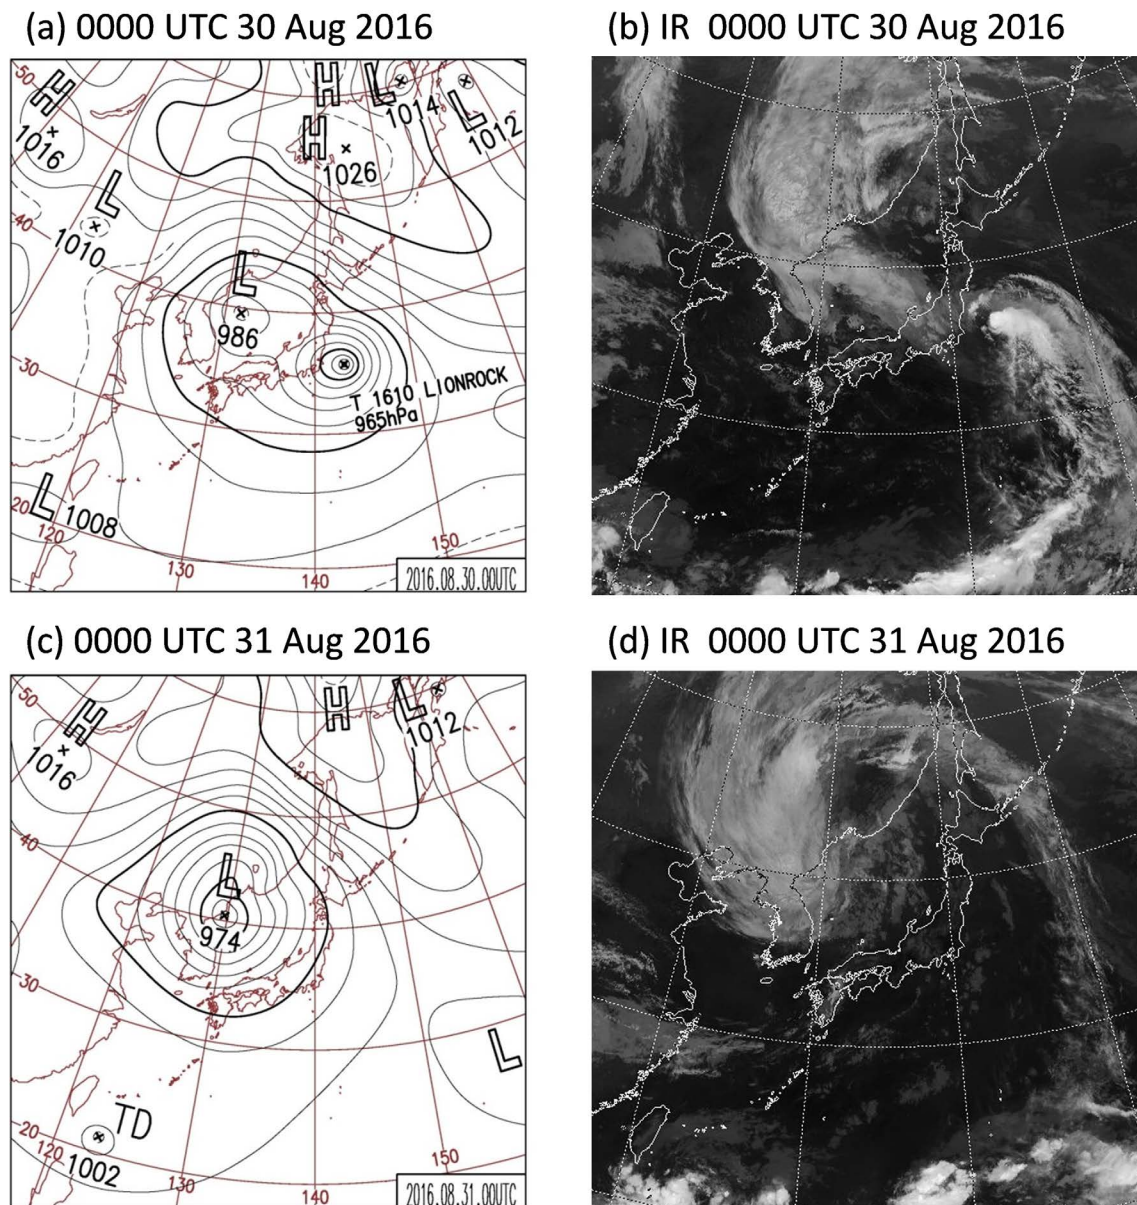 (a) 0000 UTC 30 Aug 2016
(b) IR 0000 UTC 30 Aug 2016
50
H
1016
H
L
1014
L
1012
H
1026
L
1010
40
L
986
30
T 1610 LIONROCK
965hPa
L
1008
20
120
130
140
150
2016.08.30.00UTC
(c) 0000 UTC 31 Aug 2016
(d) IR 0000 UTC 31 Aug 2016
50
H
1016
H
L
1012
40
L
974
30
L
TD
1002
20
120
130
140
150
2016.08.31.00UTC